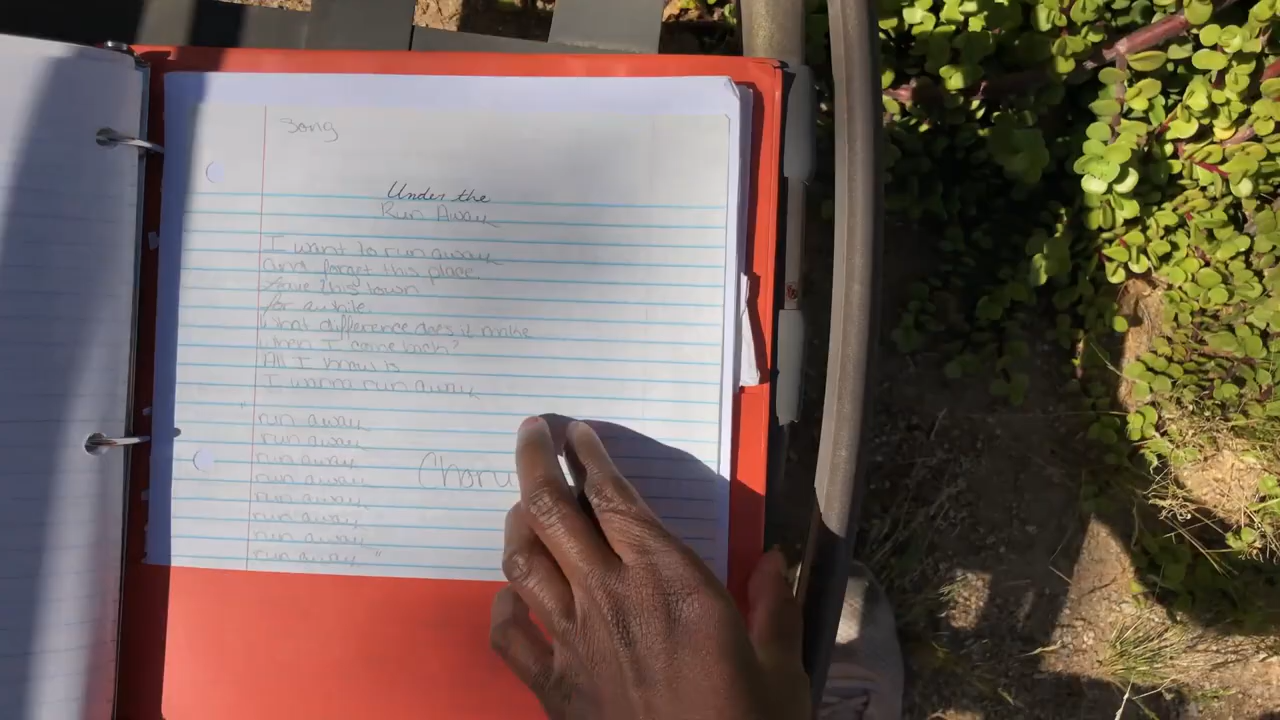 Song
Under the
Run Away
I want to run away
and forget this place
Leave this town
for awhile.
What difference does it make
when I come back?
All I know is
I wanna run away
" run away
run away
run away
run away
run away
run away
run away
run away "
Choru